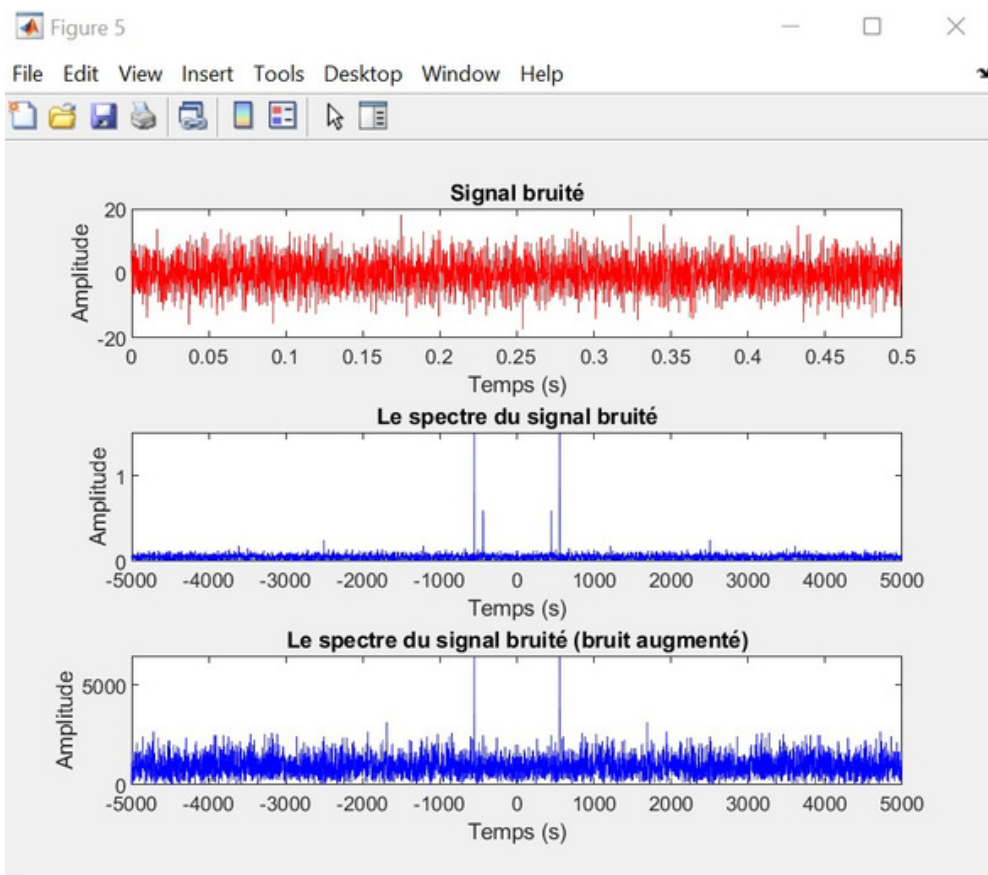 Figure 5
File Edit View Insert Tools Desktop Window Help
Signal bruité
Amplitude
20
0
-20
0 0.05 0.1 0.15 0.2 0.25 0.3 0.35 0.4 0.45 0.5
Temps (s)
Le spectre du signal bruité
Amplitude
1
0
-5000 -4000 -3000 -2000 -1000 0 1000 2000 3000 4000 5000
Temps (s)
Le spectre du signal bruité (bruit augmenté)
Amplitude
5000
0
-5000 -4000 -3000 -2000 -1000 0 1000 2000 3000 4000 5000
Temps (s)